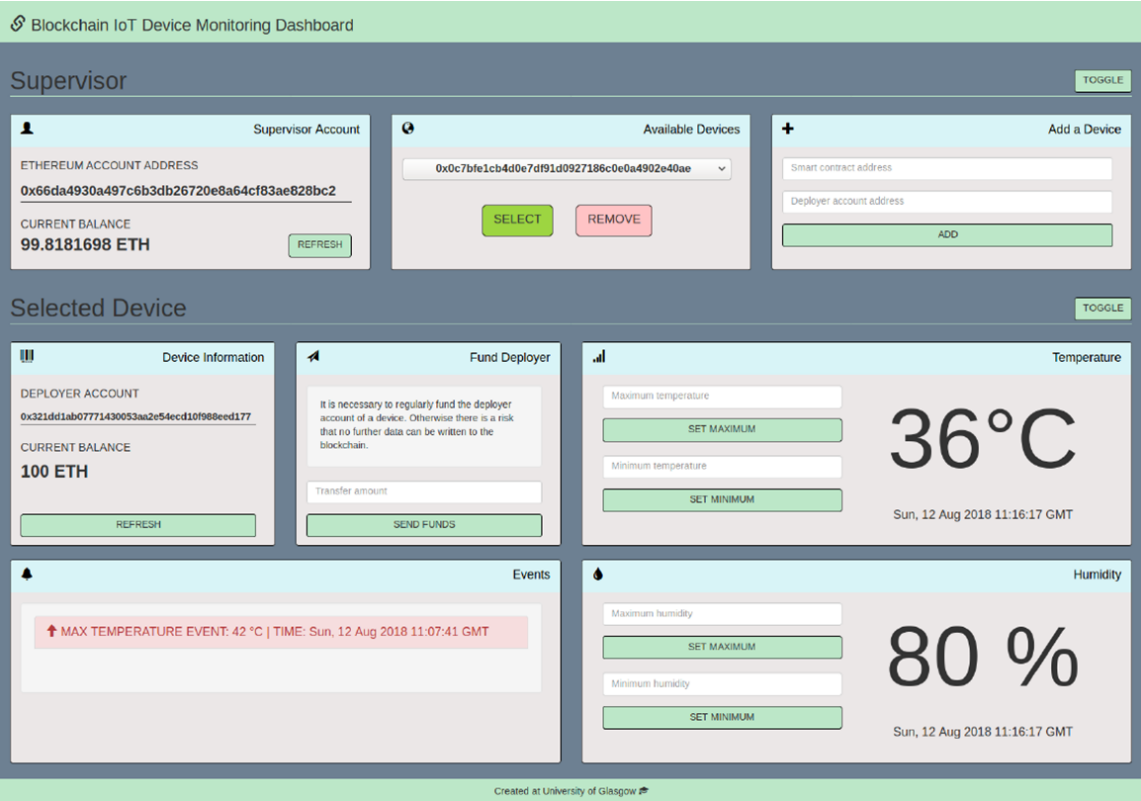 Blockchain IoT Device Monitoring Dashboard
Supervisor
TOGGLE
Supervisor Account
ETHEREUM ACCOUNT ADDRESS
0x66da4930a497c6b3db26720e8a64cf83ae828bc2
CURRENT BALANCE
99.8181698 ETH
REFRESH
Available Devices
0x0c7bfe1cb4d0e7df91d0927186c0e0a4902e40ae
SELECT
REMOVE
Add a Device
Smart contract address
Deployer account address
ADD
Selected Device
TOGGLE
Device Information
DEPLOYER ACCOUNT
0x321dd1ab07771430053aa2e54ecd10f988eed177
CURRENT BALANCE
100 ETH
REFRESH
Fund Deployer
It is necessary to regularly fund the deployer
account of a device. Otherwise there is a risk
that no further data can be written to the
blockchain.
Transfer amount
SEND FUNDS
Temperature
Maximum temperature
SET MAXIMUM
Minimum temperature
SET MINIMUM
36°C
Sun, 12 Aug 2018 11:16:17 GMT
Events
MAX TEMPERATURE EVENT: 42 °C | TIME: Sun, 12 Aug 2018 11:07:41 GMT
Humidity
Maximum humidity
SET MAXIMUM
Minimum humidity
SET MINIMUM
80 %
Sun, 12 Aug 2018 11:16:17 GMT
Created at University of Glasgow